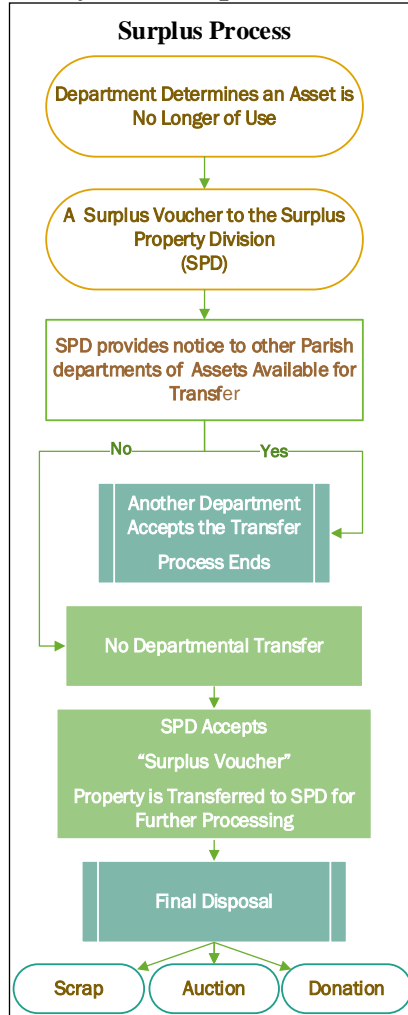 Surplus Process
Department Determines an Asset is
No Longer of Use
A Surplus Voucher to the Surplus
Property Division
(SPD)
SPD provides notice to other Parish
departments of Assets Available for
Transfer
No
Yes
Another Department
Accepts the Transfer
Process Ends
No Departmental Transfer
SPD Accepts
“Surplus Voucher”
Property is Transferred to SPD for
Further Processing
Final Disposal
Scrap
Auction
Donation